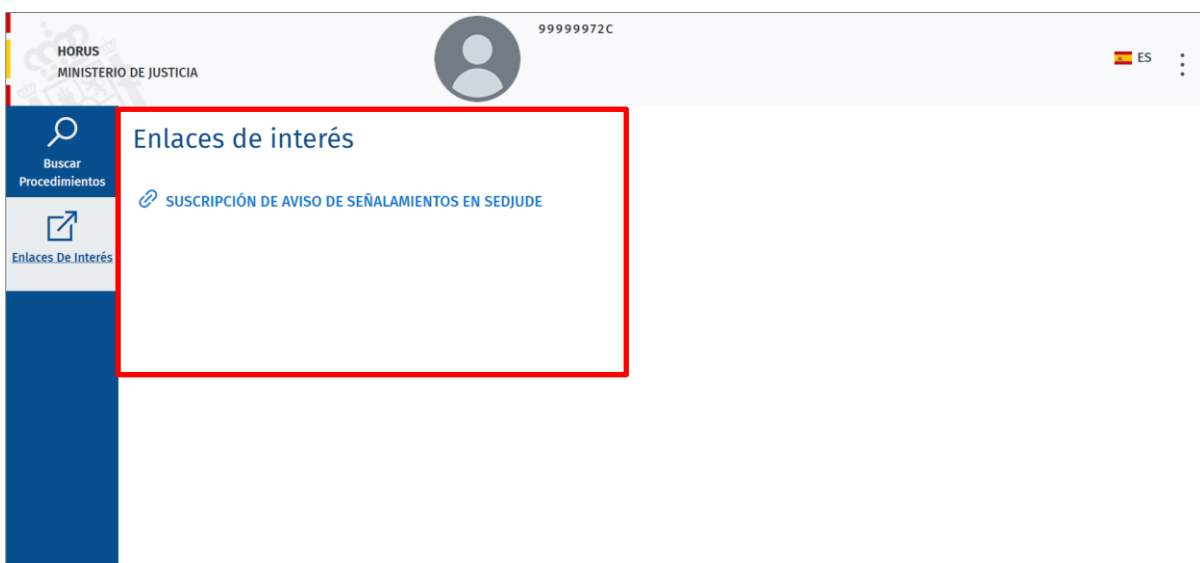 HORUS
MINISTERIO DE JUSTICIA
99999972C
ES
Buscar
Procedimientos
Enlaces De Interés
Enlaces de interés
SUSCRIPCIÓN DE AVISO DE SEÑALAMIENTOS EN SEDJUDE